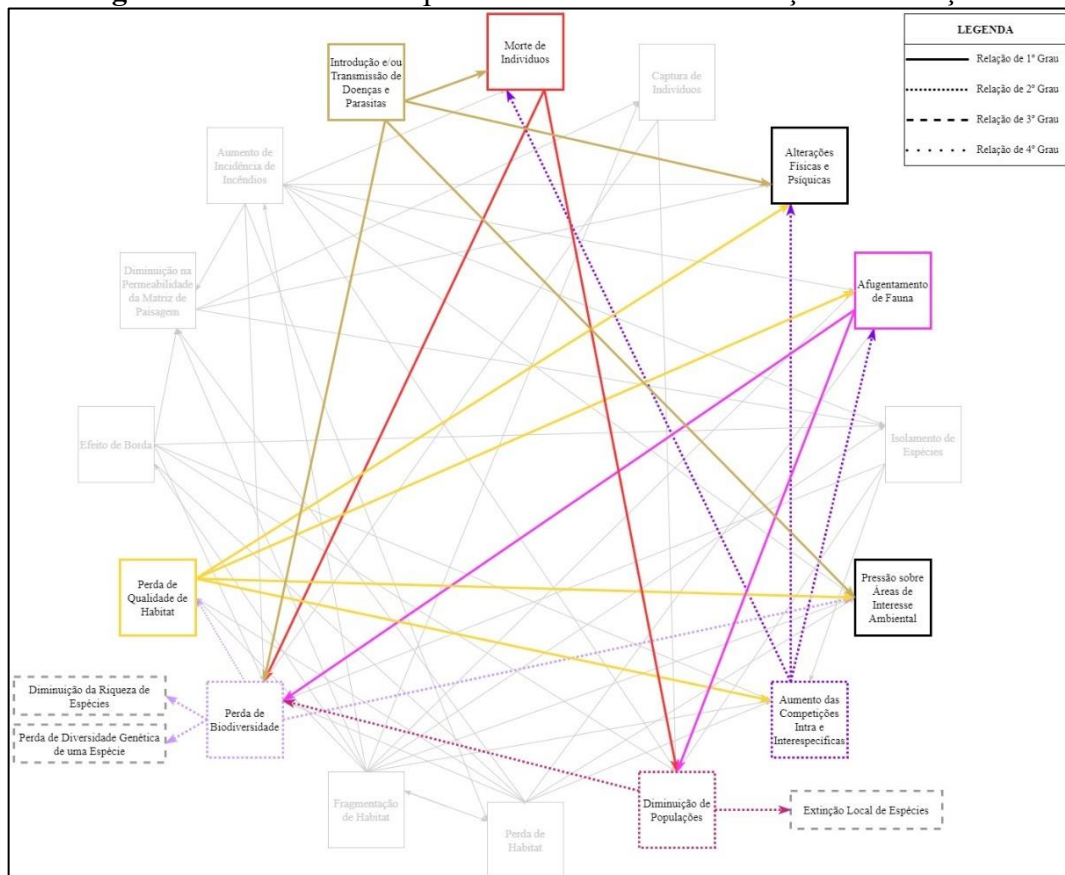 LEGENDA
Relação de 1º Grau
Relação de 2º Grau
Relação de 3º Grau
Relação de 4º Grau
Morte de
Indivíduos
Introdução e/ou
Transmissão de
Doenças e
Parasitas
Captura de
Indivíduos
Aumento de
Incidência de
Incêndios
Alterações
Físicas e
Psíquicas
Diminuição na
Permeabilidade
da Matriz de
Paisagem
Afugentamento
de Fauna
Efeito de Borda
Isolamento de
Espécies
Perda de
Qualidade de
Habitat
Pressão sobre
Áreas de
Interesse
Ambiental
Diminuição da Riqueza de
Espécies
Perda de Diversidade Genética
de uma Espécie
Perda de
Biodiversidade
Aumento das
Competições
Intra e
Interespecíficas
Fragmentação
de Habitat
Perda de
Habitat
Diminuição de
Populações
Extinção Local de Espécies